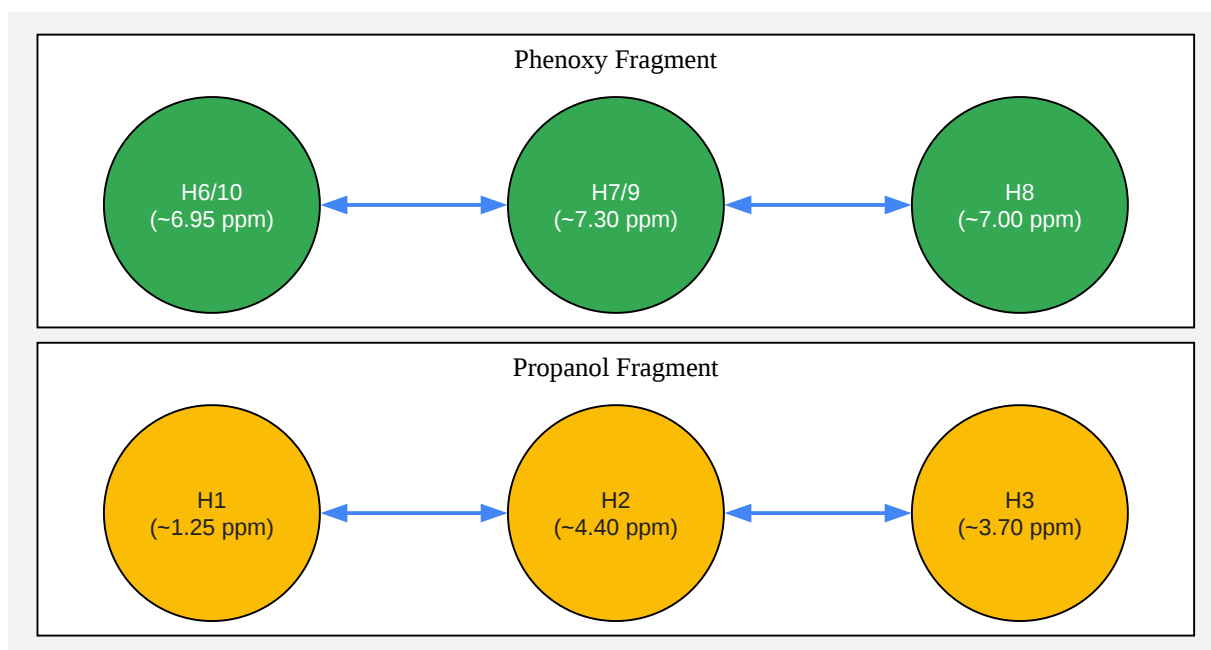 Phenoxy Fragment
H6/10
(~6.95 ppm)
H7/9
(~7.30 ppm)
H8
(~7.00 ppm)
Propanol Fragment
H1
(~1.25 ppm)
H2
(~4.40 ppm)
H3
(~3.70 ppm)